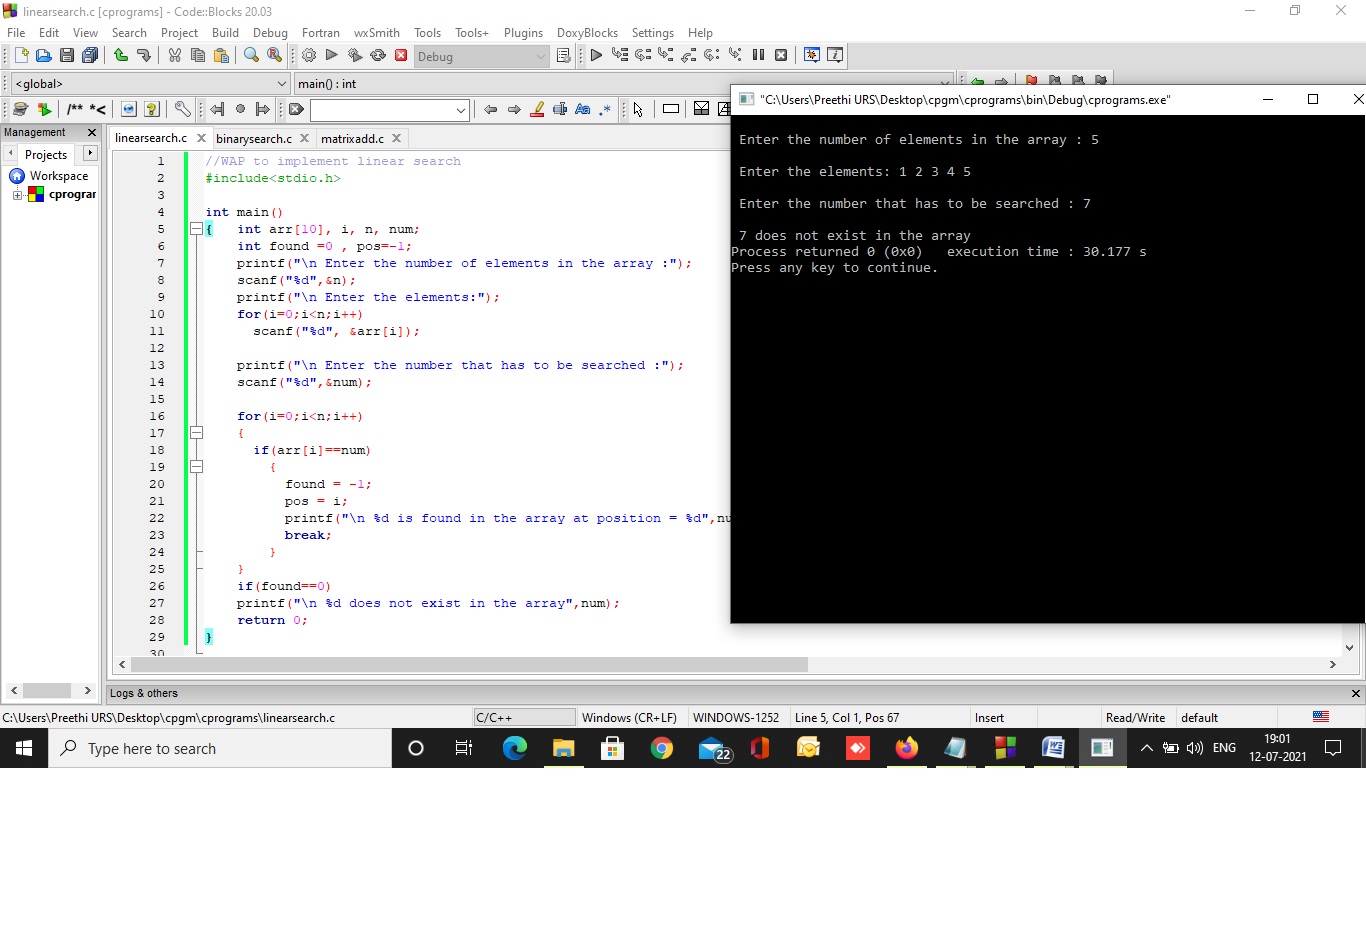 linearsearch.c [cprograms] - Code::Blocks 20.03
File Edit View Search Project Build Debug Fortran wxSmith Tools Tools+ Plugins DoxyBlocks Settings Help
Debug
<global> main() : int
/** *<
Aa .*
Management
Projects
Workspace
cprograr
linearsearch.c binarysearch.c matrixadd.c
1 //WAP to implement linear search
2 #include<stdio.h>
3
4 int main()
5 { int arr[10], i, n, num;
6 int found =0 , pos=-1;
7 printf("\n Enter the number of elements in the array :");
8 scanf("%d",&n);
9 printf("\n Enter the elements:");
10 for(i=0;i<n;i++)
11 scanf("%d", &arr[i]);
12
13 printf("\n Enter the number that has to be searched :");
14 scanf("%d",&num);
15
16 for(i=0;i<n;i++)
17 {
18 if(arr[i]==num)
19 {
20 found = -1;
21 pos = i;
22 printf("\n %d is found in the array at position = %d",nu
23 break;
24 }
25 }
26 if(found==0)
27 printf("\n %d does not exist in the array",num);
28 return 0;
29 }
30
"C:\Users\Preethi URS\Desktop\cpgm\cprograms\bin\Debug\cprograms.exe"
Enter the number of elements in the array : 5
Enter the elements: 1 2 3 4 5
Enter the number that has to be searched : 7
7 does not exist in the array
Process returned 0 (0x0) execution time : 30.177 s
Press any key to continue.
Logs & others
C:\Users\Preethi URS\Desktop\cpgm\cprograms\linearsearch.c C/C++ Windows (CR+LF) WINDOWS-1252 Line 5, Col 1, Pos 67 Insert Read/Write default
Type here to search
22
ENG
19:01
12-07-2021